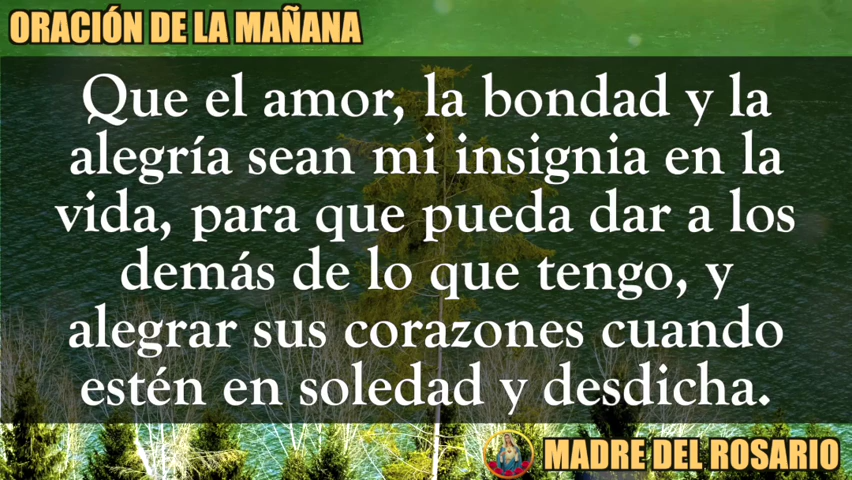 ORACIÓN DE LA MAÑANA
Que el amor, la bondad y la
alegría sean mi insignia en la
vida, para que pueda dar a los
demás de lo que tengo, y
alegrar sus corazones cuando
estén en soledad y desdicha.
MADRE DEL ROSARIO